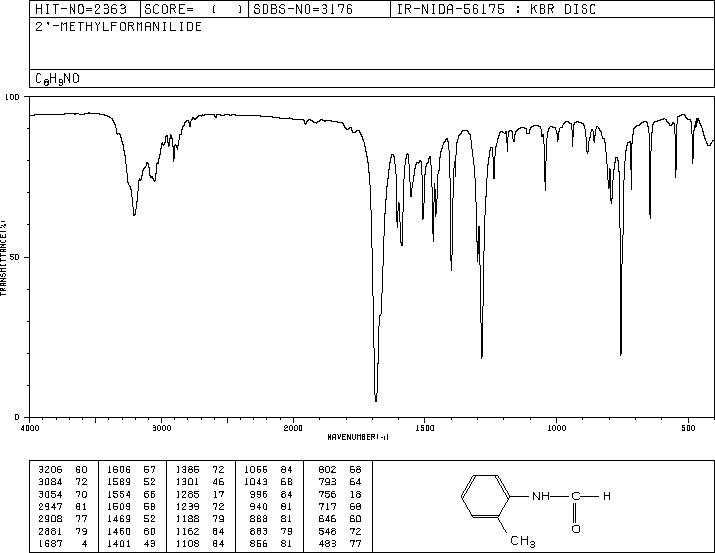 HIT-NO=2363 SCORE= ( ) SDBS-NO=3176 IR-NIDA-56175 : KBR DISC
2'-METHYLFORMANILIDE
C8H9NO
100
50
0
TRANSMITTANCE(%)
4000 3000 2000 1500 1000 500
WAVENUMBER(-1)
3206 60 1606 57 1386 72 1066 84 802 68
3084 72 1589 52 1301 46 1043 68 793 64
3054 70 1554 66 1285 17 996 84 756 18
2947 81 1509 58 1239 72 940 81 717 68
2908 77 1469 52 1188 79 888 81 646 60
2881 79 1460 60 1162 84 883 79 548 72
1687 4 1401 43 1108 84 856 81 483 77
NH C H
O
CH3